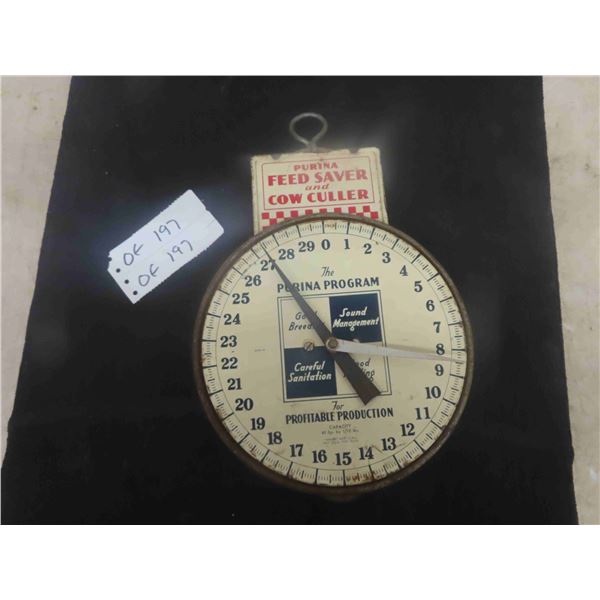 PURINA
FEED SAVER
and
COW CULLER
OF 197
OF 197
0 1 2 3 4 5 6 7 8 9 10 11 12 13 14 15 16 17 18 19 20 21 22 23 24 25 26 27 28 29
The
PURINA PROGRAM
Sound
Management
Careful
Sanitation
For
PROFITABLE PRODUCTION
CAPACITY